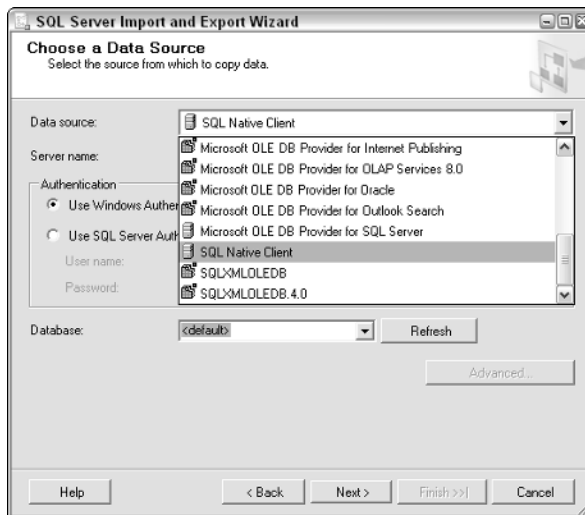 SQL Server Import and Export Wizard
Choose a Data Source
Select the source from which to copy data.
Data source:
SQL Native Client
Server name:
Microsoft OLE DB Provider for Internet Publishing
Microsoft OLE DB Provider for OLAP Services 8.0
Authentication
Microsoft OLE DB Provider for Oracle
Use Windows Authen
Microsoft OLE DB Provider for Outlook Search
Microsoft OLE DB Provider for SQL Server
Use SQL Server Auth
SQL Native Client
User name:
SQLXMLOLEDB
Password:
SQLXMLOLEDB.4.0
Database:
<default>
Refresh
Advanced...
Help
< Back
Next >
Finish >>|
Cancel